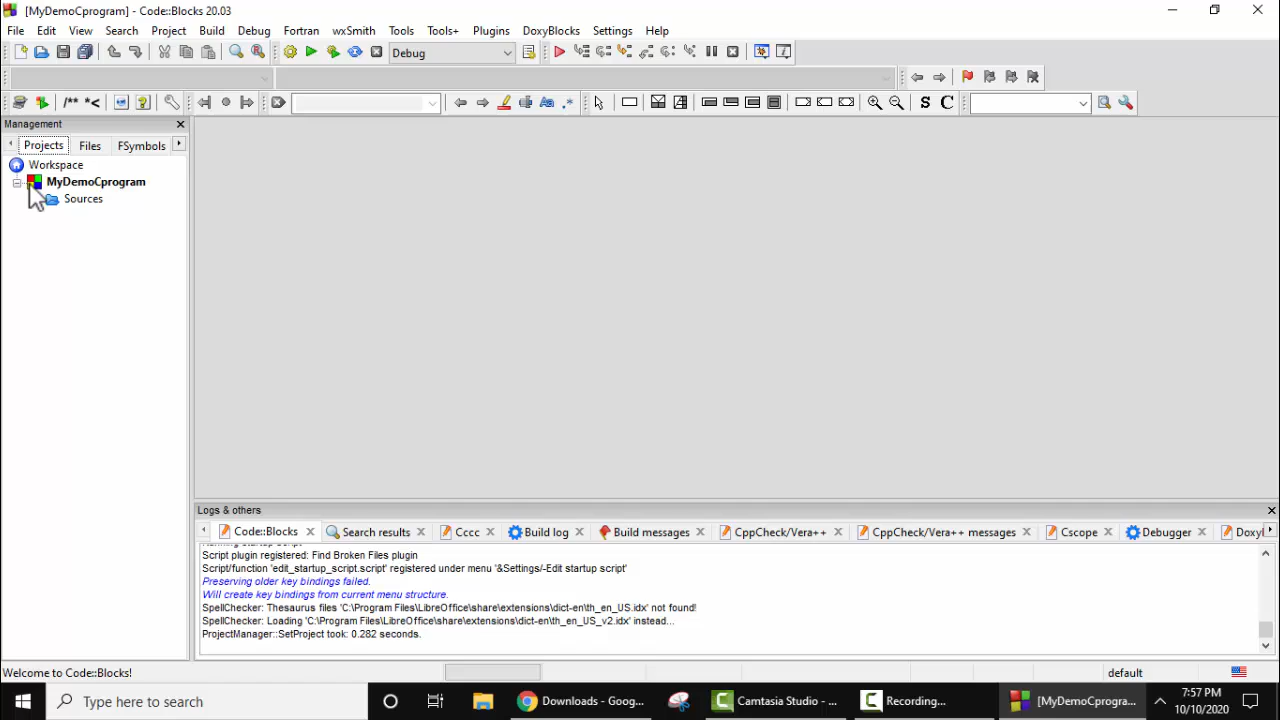 [MyDemoCprogram] - Code::Blocks 20.03
File Edit View Search Project Build Debug Fortran wxSmith Tools Tools+ Plugins DoxyBlocks Settings Help
Debug
/** *<
S C
Management
Projects Files FSymbols
Workspace
MyDemoCprogram
Sources
Logs & others
Code::Blocks Search results Cccc Build log Build messages CppCheck/Vera++ CppCheck/Vera++ messages Cscope Debugger
Script plugin registered: Find Broken Files plugin
Script/function 'edit_startup_script.script' registered under menu '&Settings/-Edit startup script'
Preserving older key bindings failed.
Will create key bindings from current menu structure.
SpellChecker: Thesaurus files 'C:\Program Files\LibreOffice\share\extensions\dict-en\th_en_US.idx' not found!
SpellChecker: Loading 'C:\Program Files\LibreOffice\share\extensions\dict-en\th_en_US_v2.idx' instead...
ProjectManager::SetProject took: 0.282 seconds.
Welcome to Code::Blocks! default
Type here to search Downloads - Goog... Camtasia Studio - ... Recording... [MyDemoCprogra... 7:57 PM
10/10/2020